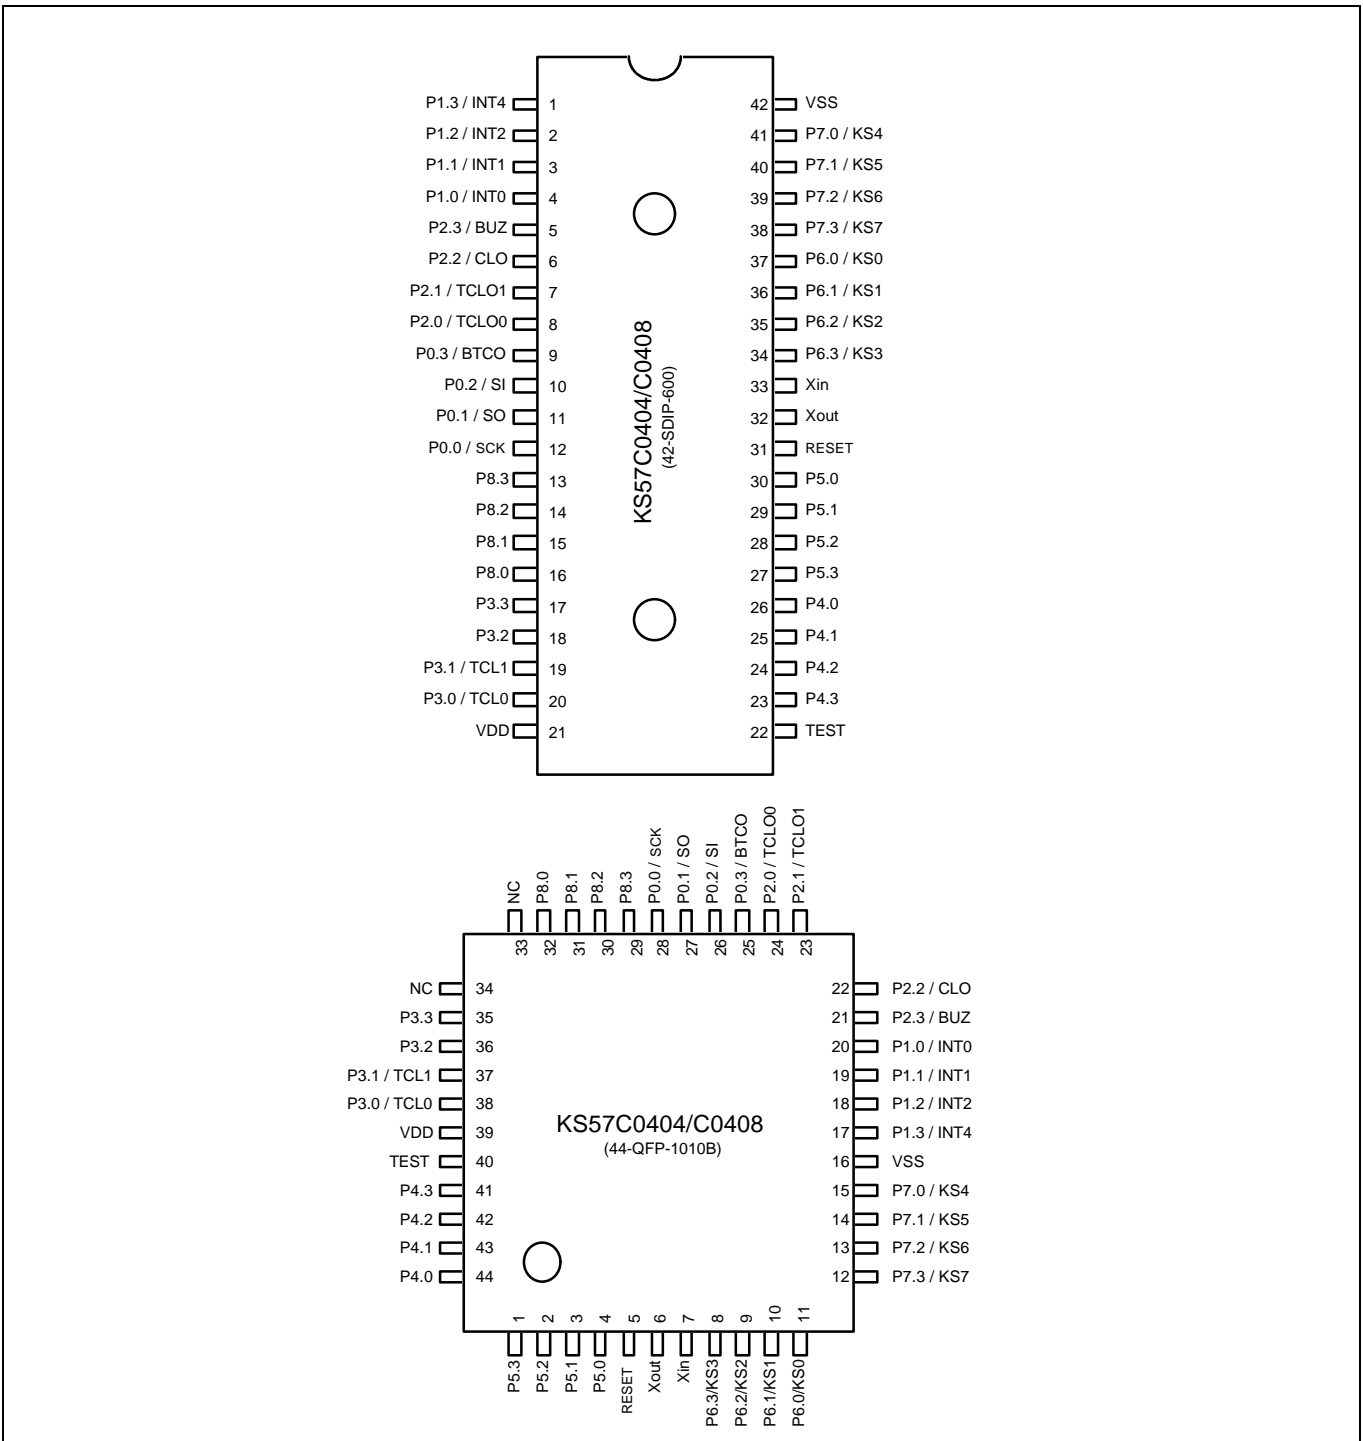 P1.3 / INT4 1 42 VSS
P1.2 / INT2 2 41 P7.0 / KS4
P1.1 / INT1 3 40 P7.1 / KS5
P1.0 / INT0 4 39 P7.2 / KS6
P2.3 / BUZ 5 38 P7.3 / KS7
P2.2 / CLO 6 37 P6.0 / KS0
P2.1 / TCLO1 7 36 P6.1 / KS1
P2.0 / TCLO0 8 35 P6.2 / KS2
P0.3 / BTCO 9 34 P6.3 / KS3
P0.2 / SI 10 33 Xin
P0.1 / SO 11 32 Xout
P0.0 / SCK 12 31 RESET
P8.3 13 30 P5.0
P8.2 14 29 P5.1
P8.1 15 28 P5.2
P8.0 16 27 P5.3
P3.3 17 26 P4.0
P3.2 18 25 P4.1
P3.1 / TCL1 19 24 P4.2
P3.0 / TCL0 20 23 P4.3
VDD 21 22 TEST
KS57C0404/C0408
(42-SDIP-600)
NC
P8.0
P8.1
P8.2
P8.3
P0.0 / SCK
P0.1 / SO
P0.2 / SI
P0.3 / BTCO
P2.0 / TCLO0
P2.1 / TCLO1
33 32 31 30 29 28 27 26 25 24 23
NC 34 22 P2.2 / CLO
P3.3 35 21 P2.3 / BUZ
P3.2 36 20 P1.0 / INT0
P3.1 / TCL1 37 19 P1.1 / INT1
P3.0 / TCL0 38 18 P1.2 / INT2
VDD 39 17 P1.3 / INT4
TEST 40 16 VSS
P4.3 41 15 P7.0 / KS4
P4.2 42 14 P7.1 / KS5
P4.1 43 13 P7.2 / KS6
P4.0 44 12 P7.3 / KS7
KS57C0404/C0408
(44-QFP-1010B)
1 2 3 4 5 6 7 8 9 10 11
P5.3
P5.2
P5.1
P5.0
RESET
Xout
Xin
P6.3/KS3
P6.2/KS2
P6.1/KS1
P6.0/KS0